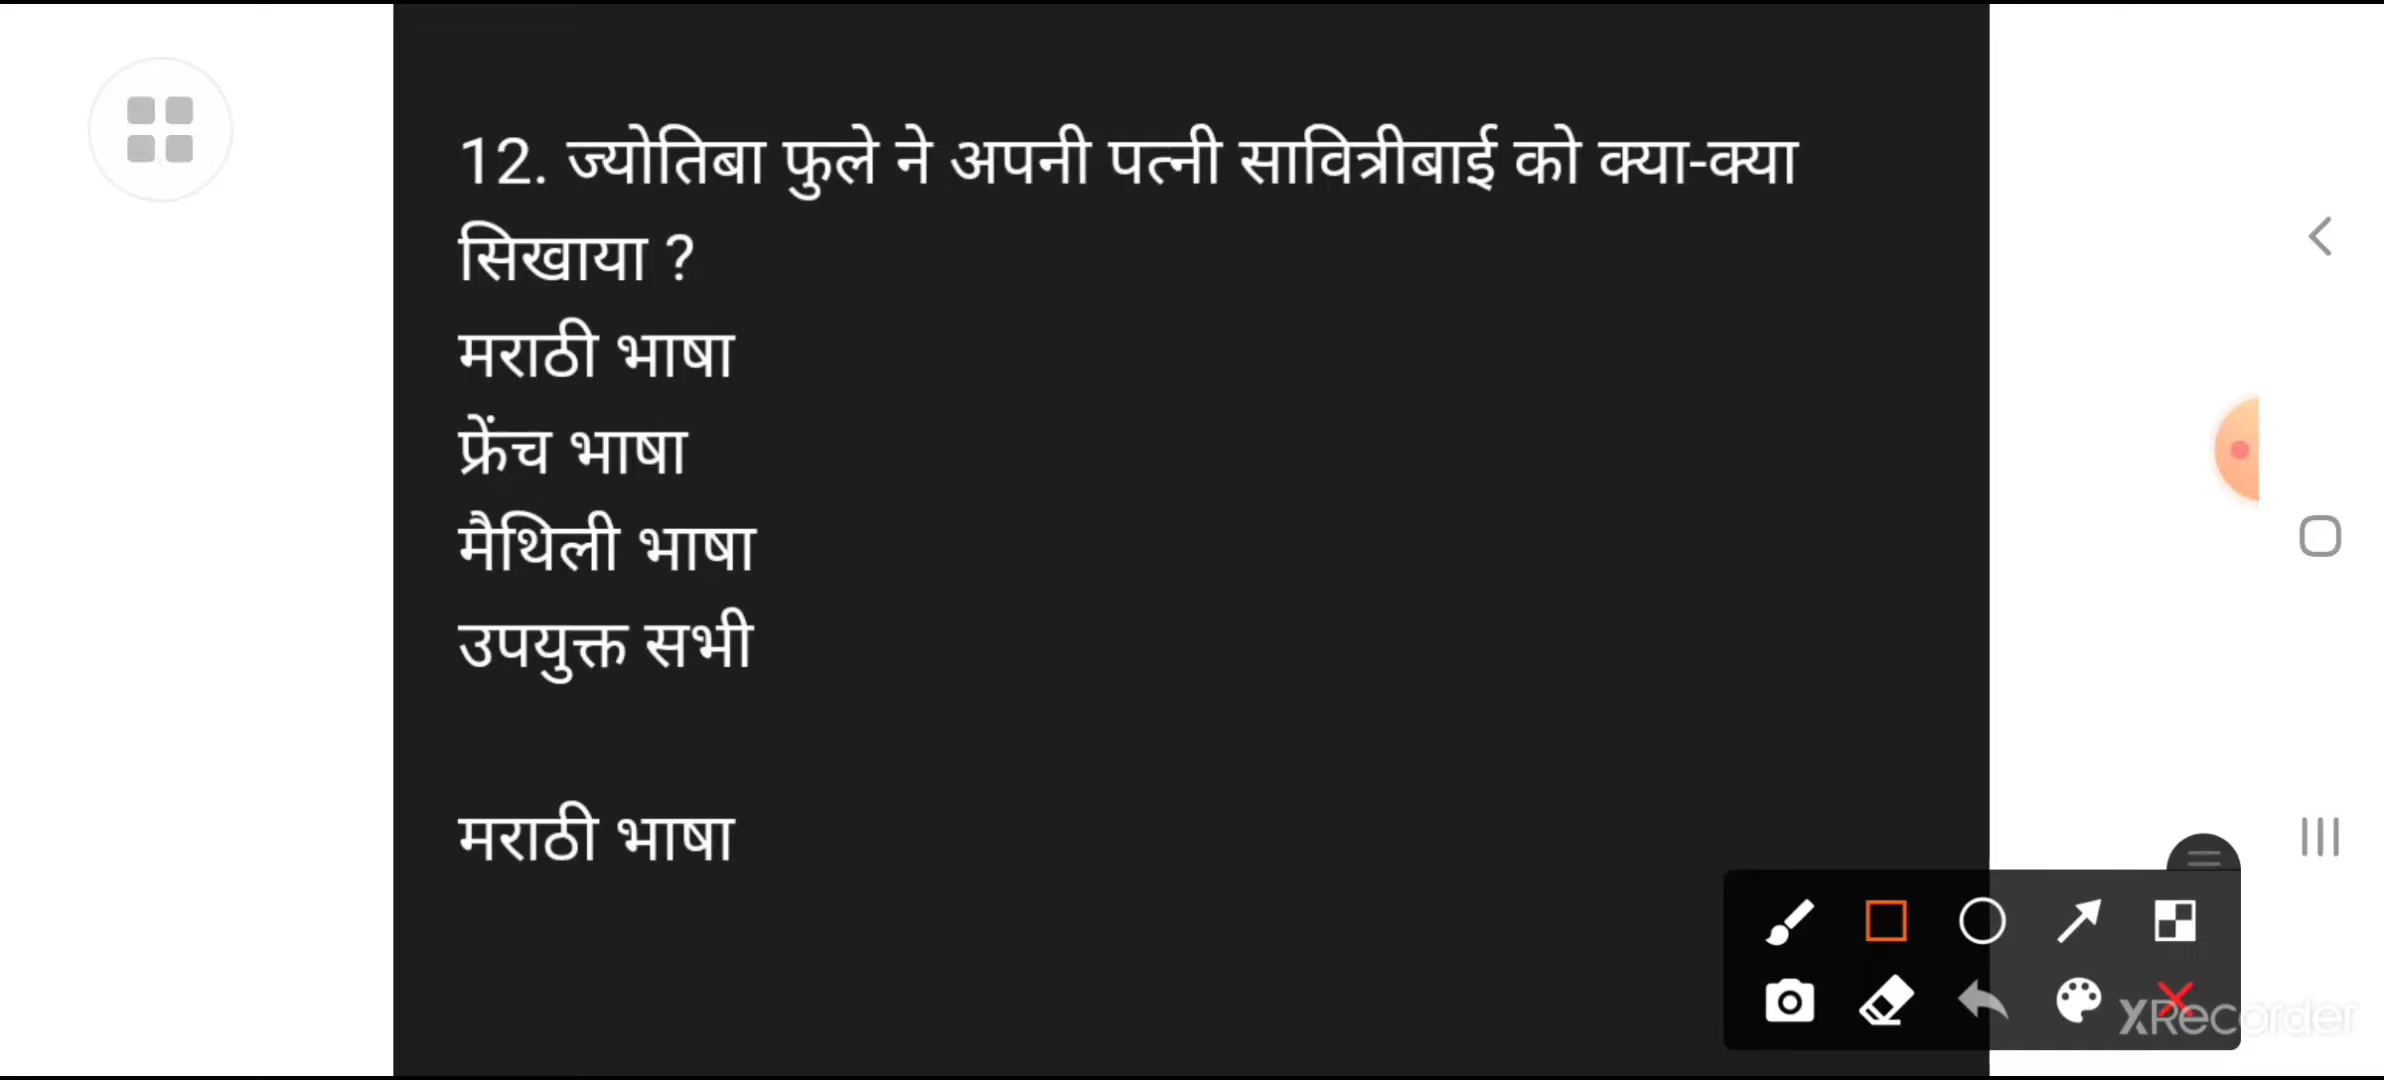 12. ज्योतिबा फुले ने अपनी पत्नी सावित्रीबाई को क्या-क्या
सिखाया ?
मराठी भाषा
फ्रेंच भाषा
मैथिली भाषा
उपयुक्त सभी
मराठी भाषा
XRecorder